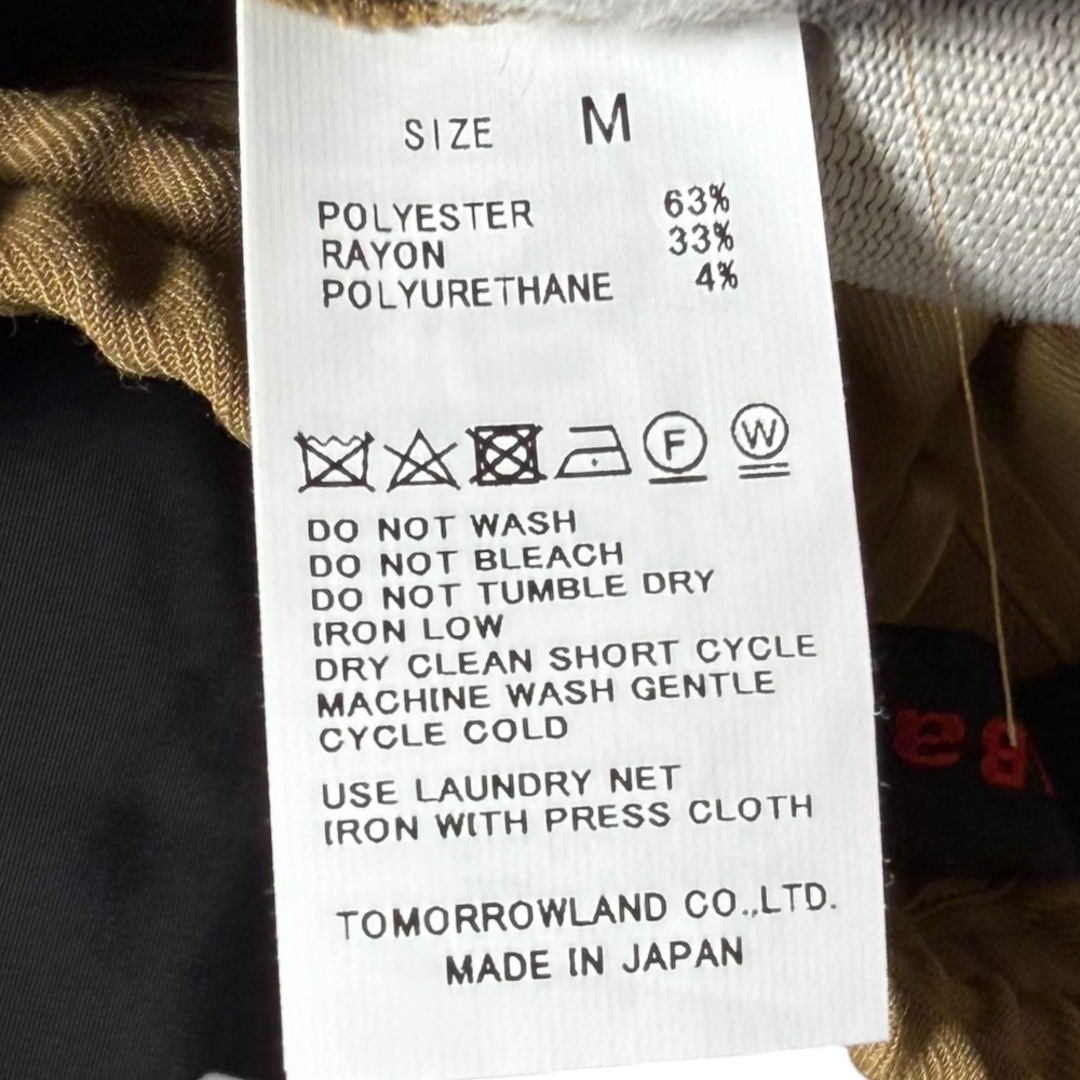 SIZE M
POLYESTER 63%
RAYON 33%
POLYURETHANE 4%
F W
DO NOT WASH
DO NOT BLEACH
DO NOT TUMBLE DRY
IRON LOW
DRY CLEAN SHORT CYCLE
MACHINE WASH GENTLE
CYCLE COLD
USE LAUNDRY NET
IRON WITH PRESS CLOTH
TOMORROWLAND CO.,LTD.
MADE IN JAPAN